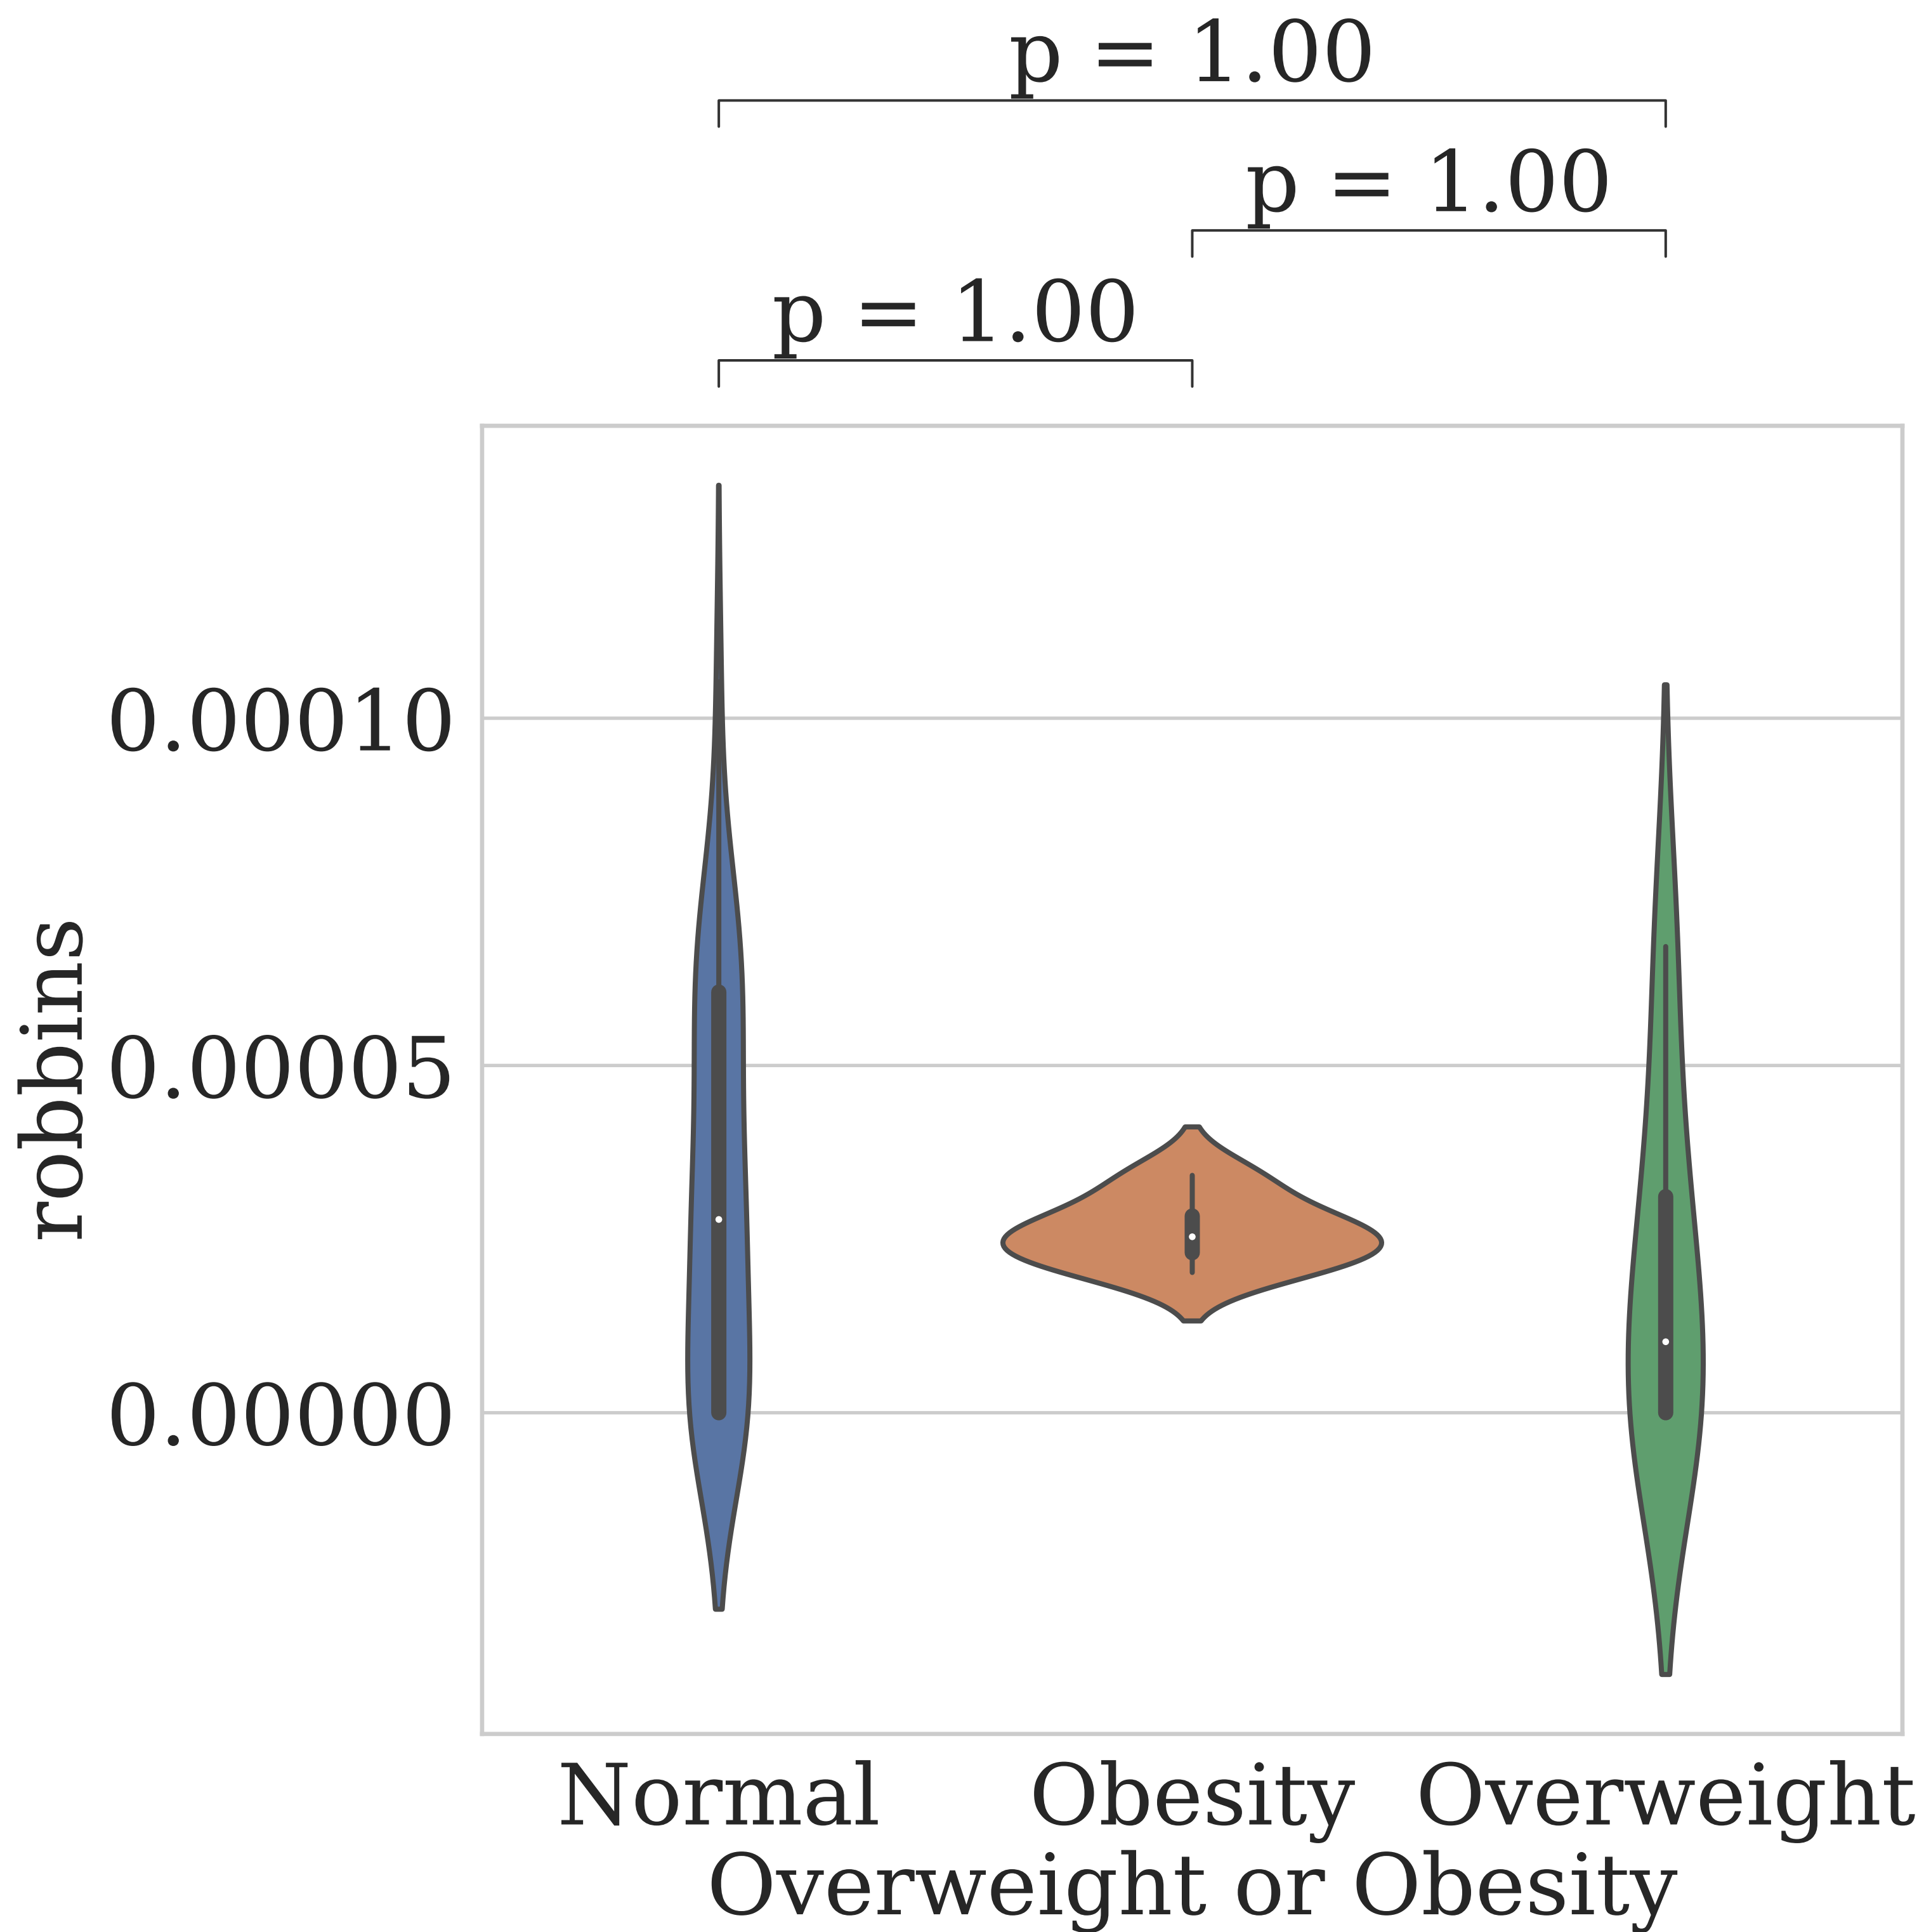 p = 1.00
p = 1.00
p = 1.00
0.00010
0.00005
0.00000
robbins
Normal
Obesity
Overweight
Overweight or Obesity